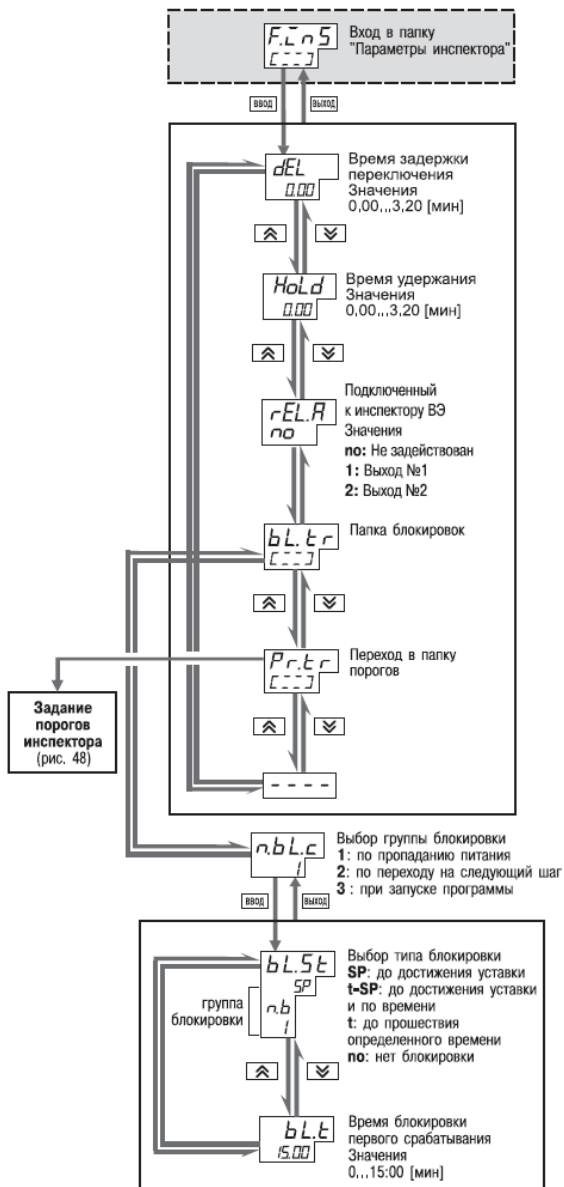 F.inS
[---]
Вход в папку
"Параметры инспектора"
ввод
выход
dEL
0.00
Время задержки
переключения
Значения
0,00,,,3,20 [мин]
HoLd
0.00
Время удержания
Значения
0,00,,,3,20 [мин]
rEL.A
no
Подключенный
к инспектору ВЭ
Значения
no: Не задействован
1: Выход №1
2: Выход №2
bL.tr
[---]
Папка блокировок
Pr.tr
[---]
Переход в папку
порогов
Задание
порогов
инспектора
(рис. 48)
----
n.bL.c
1
Выбор группы блокировки
1: по пропаданию питания
2: по переходу на следующий шаг
3 : при запуске программы
ввод
выход
bL.St
SP
n.b
1
группа
блокировки
Выбор типа блокировки
SP: до достижения уставки
t-SP: до достижения уставки
и по времени
t: до прошествия
определенного времени
no: нет блокировки
bL.t
15.00
Время блокировки
первого срабатывания
Значения
0,,,15:00 [мин]